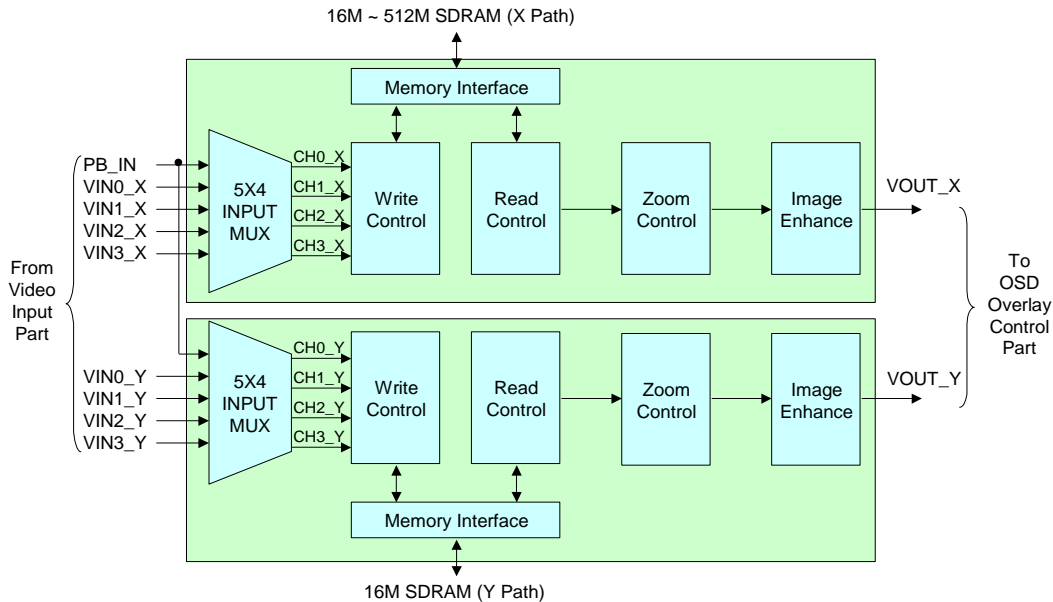 16M ~ 512M SDRAM (X Path)
Memory Interface
PB_IN
VIN0_X
VIN1_X
VIN2_X
VIN3_X
5X4
INPUT
MUX
CH0_X
CH1_X
CH2_X
CH3_X
Write
Control
Read
Control
Zoom
Control
Image
Enhance
VOUT_X
From
Video
Input
Part
To
OSD
Overlay
Control
Part
VIN0_Y
VIN1_Y
VIN2_Y
VIN3_Y
5X4
INPUT
MUX
CH0_Y
CH1_Y
CH2_Y
CH3_Y
Write
Control
Read
Control
Zoom
Control
Image
Enhance
VOUT_Y
Memory Interface
16M SDRAM (Y Path)